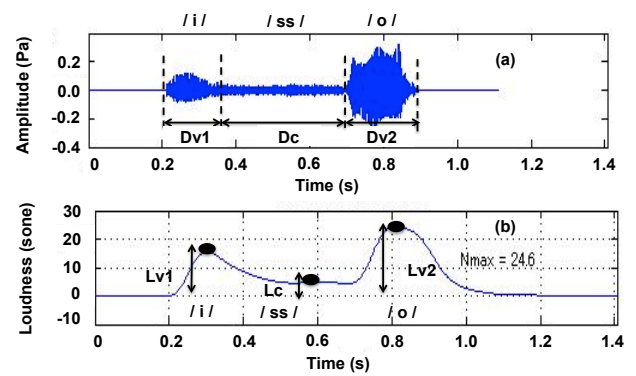 / i / / ss / / o /
(a)
Amplitude (Pa)
0.2
0.0
-0.2
-0.4
Dv1 Dc Dv2
0 0.2 0.4 0.6 0.8 1.0 1.2 1.4
Time (s)
(b)
Loudness (sone)
30
20
10
0
-10
Lv1 Lc Lv2
Nmax = 24.6
/ i / / ss / / o /
0 0.2 0.4 0.6 0.8 1.0 1.2 1.4
Time (s)